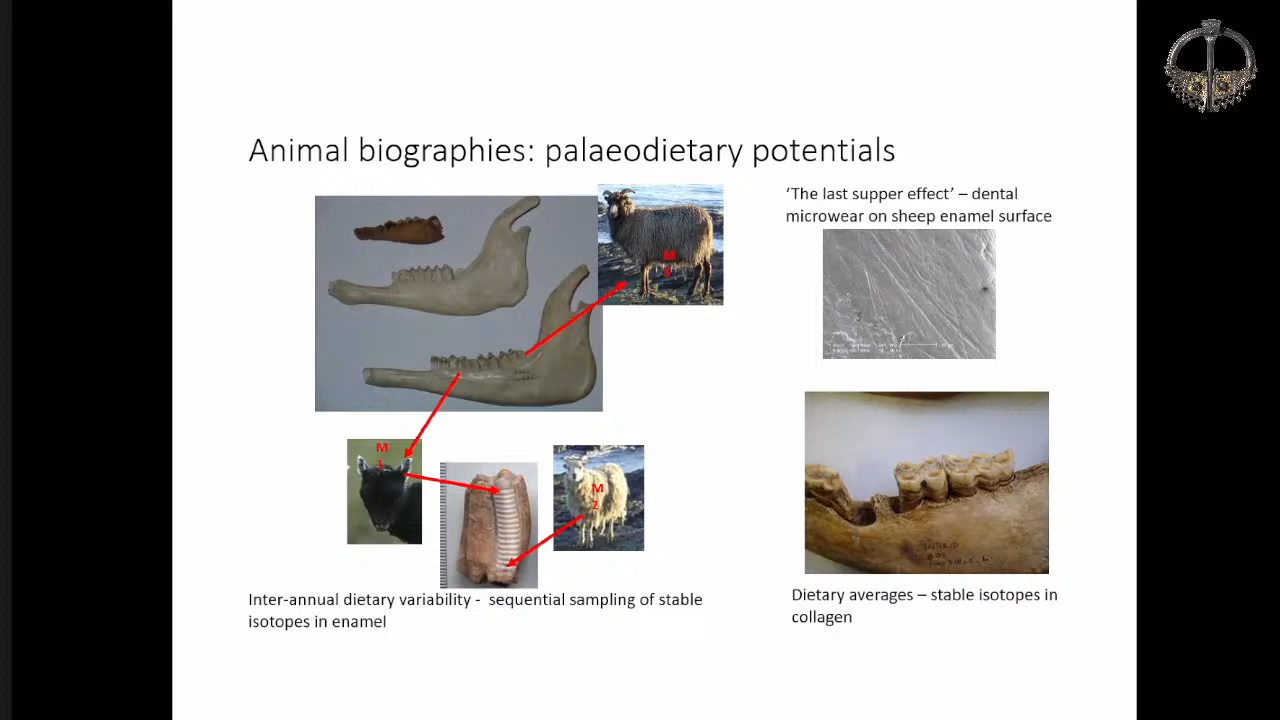 Animal biographies: palaeodietary potentials
'The last supper effect' – dental
microwear on sheep enamel surface
M
M
M
2
Inter-annual dietary variability - sequential sampling of stable
isotopes in enamel
Dietary averages – stable isotopes in
collagen